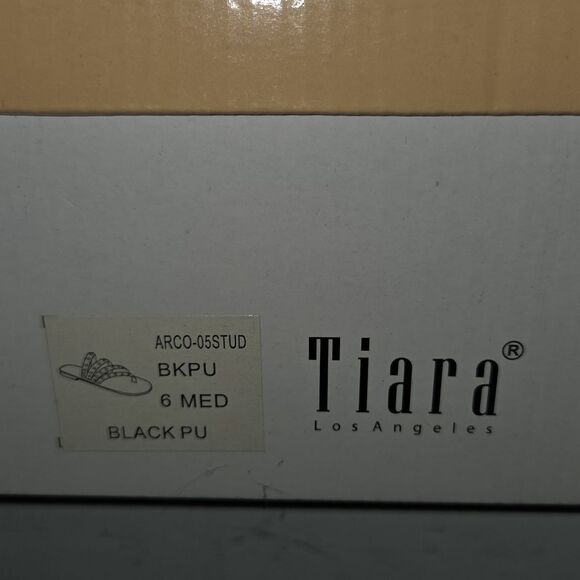 ARCO-05STUD
BKPU
6 MED
BLACK PU
Tiara®
Los Angeles